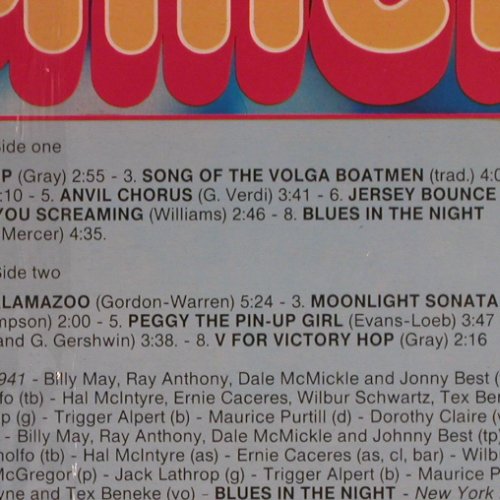 Side one
P (Gray) 2:55 - 3. SONG OF THE VOLGA BOATMEN (trad.) 4:0
:10 - 5. ANVIL CHORUS (G. Verdi) 3:41 - 6. JERSEY BOUNCE
YOU SCREAMING (Williams) 2:46 - 8. BLUES IN THE NIGHT
Mercer) 4:35.
Side two
LAMAZOO (Gordon-Warren) 5:24 - 3. MOONLIGHT SONATA
mpson) 2:00 - 5. PEGGY THE PIN-UP GIRL (Evans-Loeb) 3:47
and G. Gershwin) 3:38. - 8. V FOR VICTORY HOP (Gray) 2:16
1941 - Billy May, Ray Anthony, Dale McMickle and Jonny Best (
lfo (tb) - Hal McIntyre, Ernie Caceres, Wilbur Schwartz, Tex Ben
p (g) - Trigger Alpert (b) - Maurice Purtill (d) - Dorothy Claire (v
- Billy May, Ray Anthony, Dale McMickle and Johnny Best (tp)
nolfo (tb) - Hal McIntyre (as) - Ernie Caceres (as, cl, bar) - Wilb
McGregor (p) - Jack Lathrop (g) - Trigger Alpert (b) - Maurice P
yne and Tex Beneke (vo) - BLUES IN THE NIGHT - New York